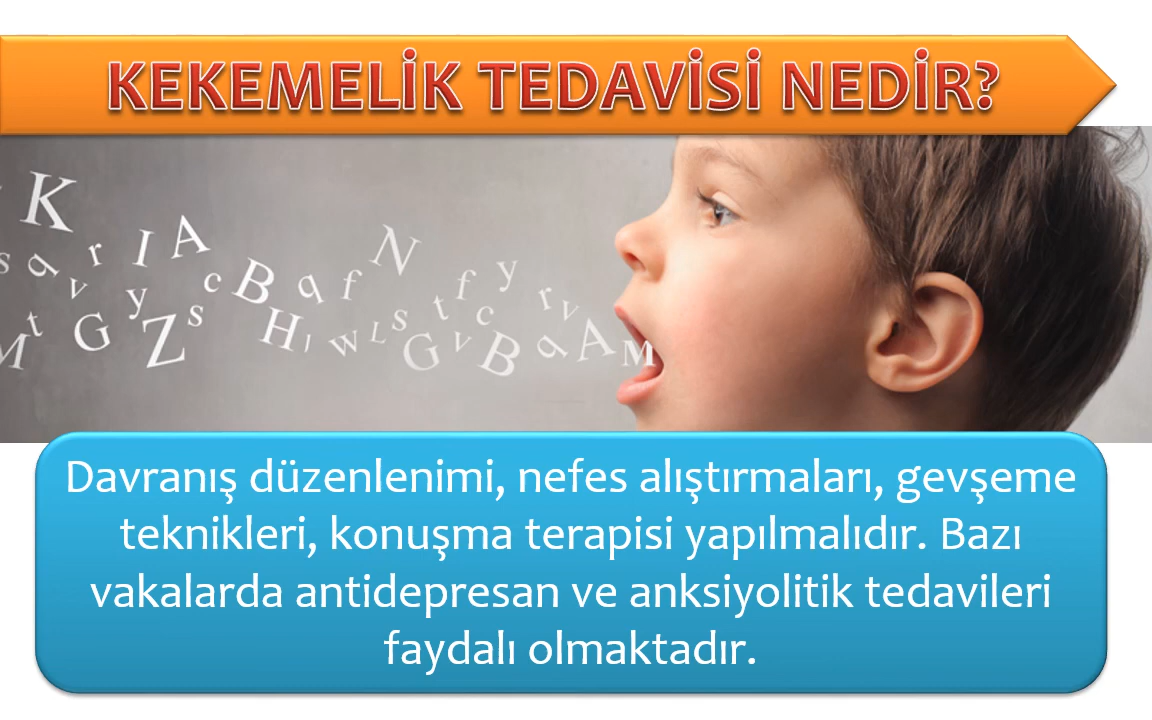 KEKEMELİK TEDAVİSİ NEDİR?
K
s q r I A
v y c B q f N f y
M t G Z s H I w L s t c r v
G v B a A M
Davranış düzenlenimi, nefes alıştırmaları, gevşeme
teknikleri, konuşma terapisi yapılmalıdır. Bazı
vakalarda antidepresan ve anksiyolitik tedavileri
faydalı olmaktadır.